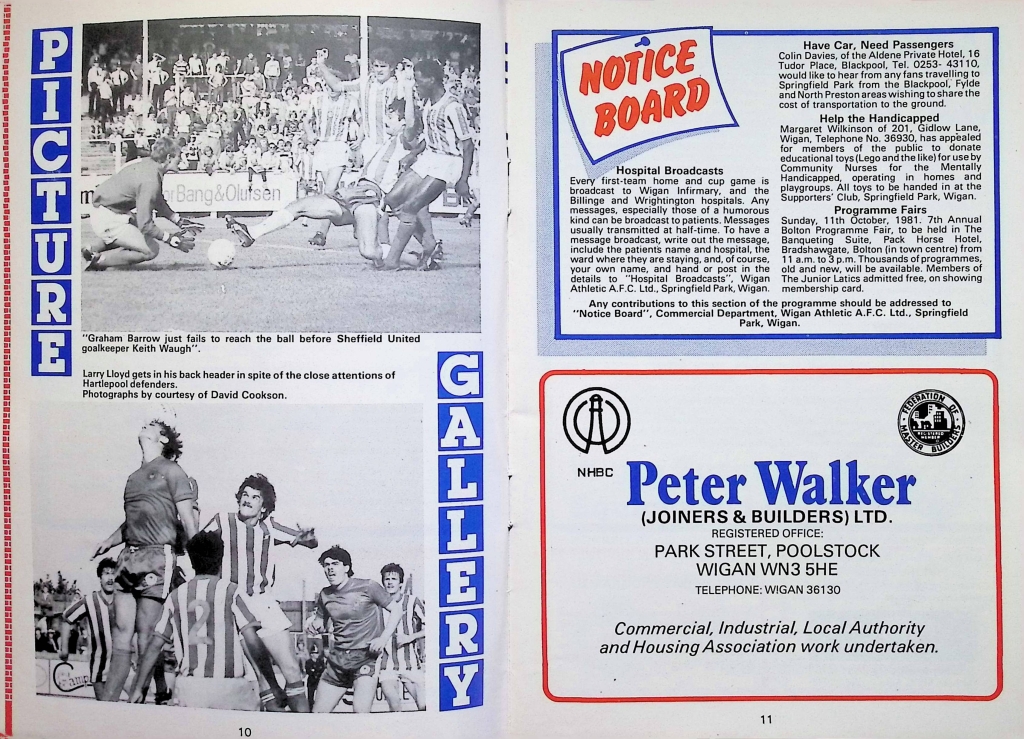 PICTURE
Bang & Olufsen
"Graham Barrow just fails to reach the ball before Sheffield United
goalkeeper Keith Waugh".
Larry Lloyd gets in his back header in spite of the close attentions of
Hartlepool defenders.
Photographs by courtesy of David Cookson.
GALLERY
2
10
NOTICE
BOARD
Hospital Broadcasts
Every first-team home and cup game is
broadcast to Wigan Infirmary, and the
Billinge and Wrightington hospitals. Any
messages, especially those of a humorous
kind can be broadcast to patients. Messages
usually transmitted at half-time. To have a
message broadcast, write out the message,
include the patients name and hospital, the
ward where they are staying, and, of course,
your own name, and hand or post in the
details to "Hospital Broadcasts", Wigan
Athletic A.F.C. Ltd., Springfield Park, Wigan.
Have Car, Need Passengers
Colin Davies, of the Aldene Private Hotel, 16
Tudor Place, Blackpool, Tel. 0253- 43110,
would like to hear from any fans travelling to
Springfield Park from the Blackpool, Fylde
and North Preston areas wishing to share the
cost of transportation to the ground.
Help the Handicapped
Margaret Wilkinson of 201, Gidlow Lane,
Wigan, Telephone No. 36930, has appealed
for members of the public to donate
educational toys (Lego and the like) for use by
Community Nurses for the Mentally
Handicapped, operating in homes and
playgroups. All toys to be handed in at the
Supporters' Club, Springfield Park, Wigan.
Programme Fairs
Sunday, 11th October, 1981. 7th Annual
Bolton Programme Fair, to be held in The
Banqueting Suite, Pack Horse Hotel,
Bradshawgate, Bolton (in town centre) from
11 a.m. to 3 p.m. Thousands of programmes,
old and new, will be available. Members of
The Junior Latics admitted free, on showing
membership card.
Any contributions to this section of the programme should be addressed to
"Notice Board", Commercial Department, Wigan Athletic A.F.C. Ltd., Springfield
Park, Wigan.
NHBC
FEDERATION OF
MASTER BUILDERS
Peter Walker
(JOINERS & BUILDERS) LTD.
REGISTERED OFFICE:
PARK STREET, POOLSTOCK
WIGAN WN3 5HE
TELEPHONE: WIGAN 36130
Commercial, Industrial, Local Authority
and Housing Association work undertaken.
11